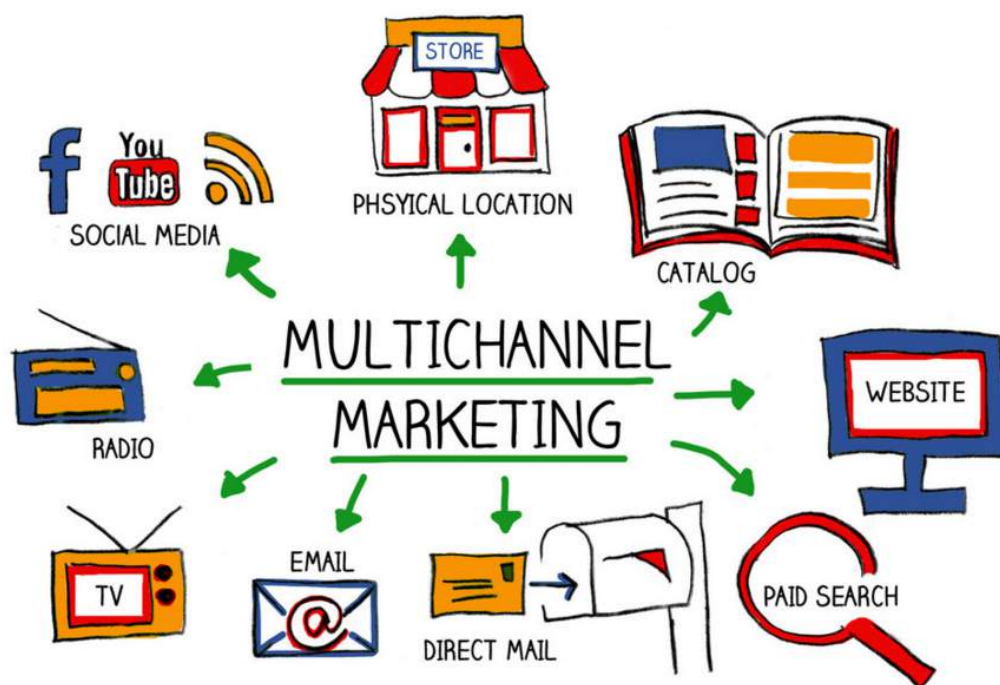 STORE
PHSYICAL LOCATION
You
Tube
f
SOCIAL MEDIA
CATALOG
MULTICHANNEL
MARKETING
WEBSITE
RADIO
TV
EMAIL
@
DIRECT MAIL
PAID SEARCH